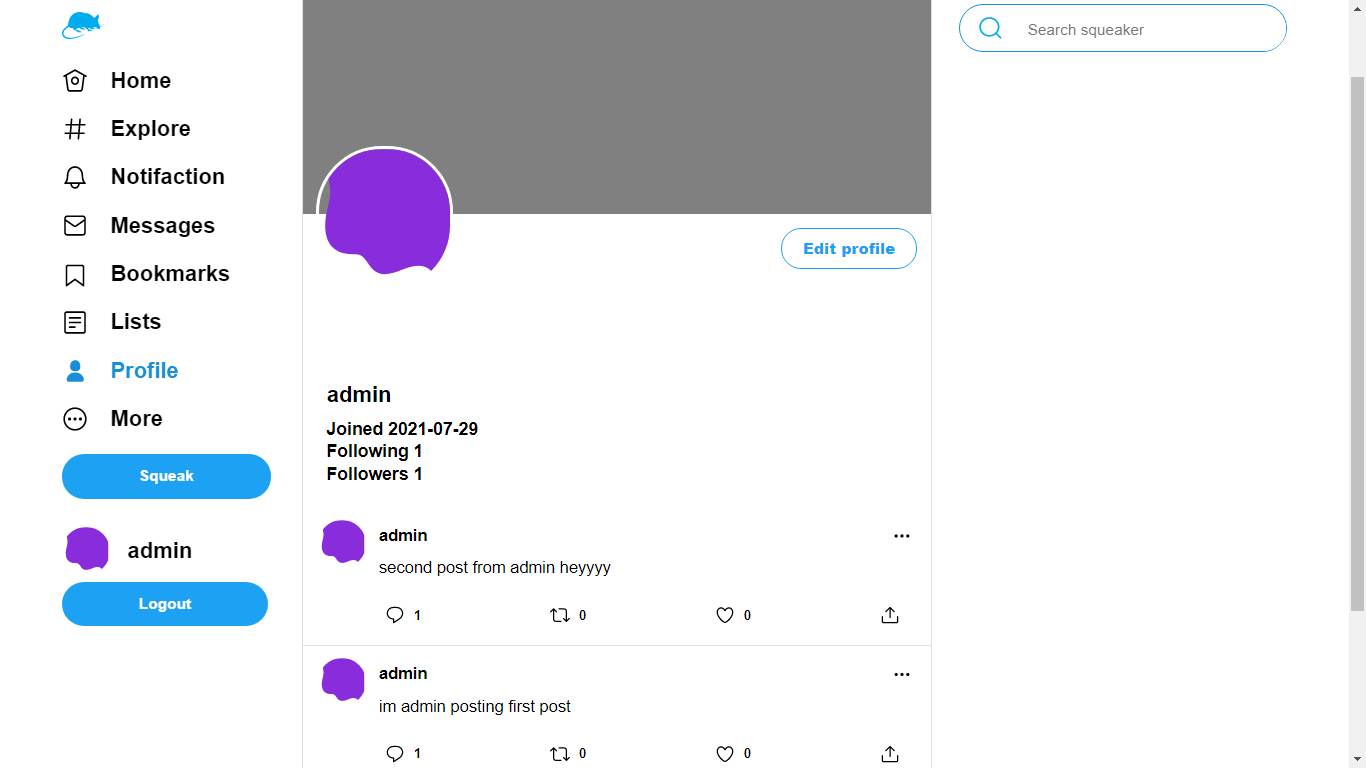 Home
Explore
Notifaction
Messages
Bookmarks
Lists
Profile
More
Squeak
admin
Logout
Edit profile
admin
Joined 2021-07-29
Following 1
Followers 1
admin
second post from admin heyyyy
1 0 0
admin
im admin posting first post
1 0 0
Search squeaker